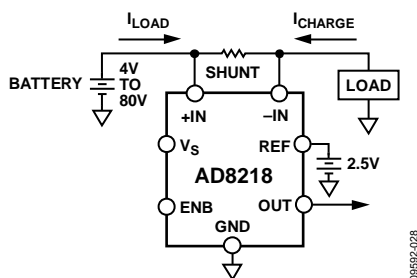 ILOAD
ICHARGE
BATTERY
4V
TO
80V
SHUNT
LOAD
+IN
–IN
VS
REF
2.5V
AD8218
ENB
OUT
GND
09592-028